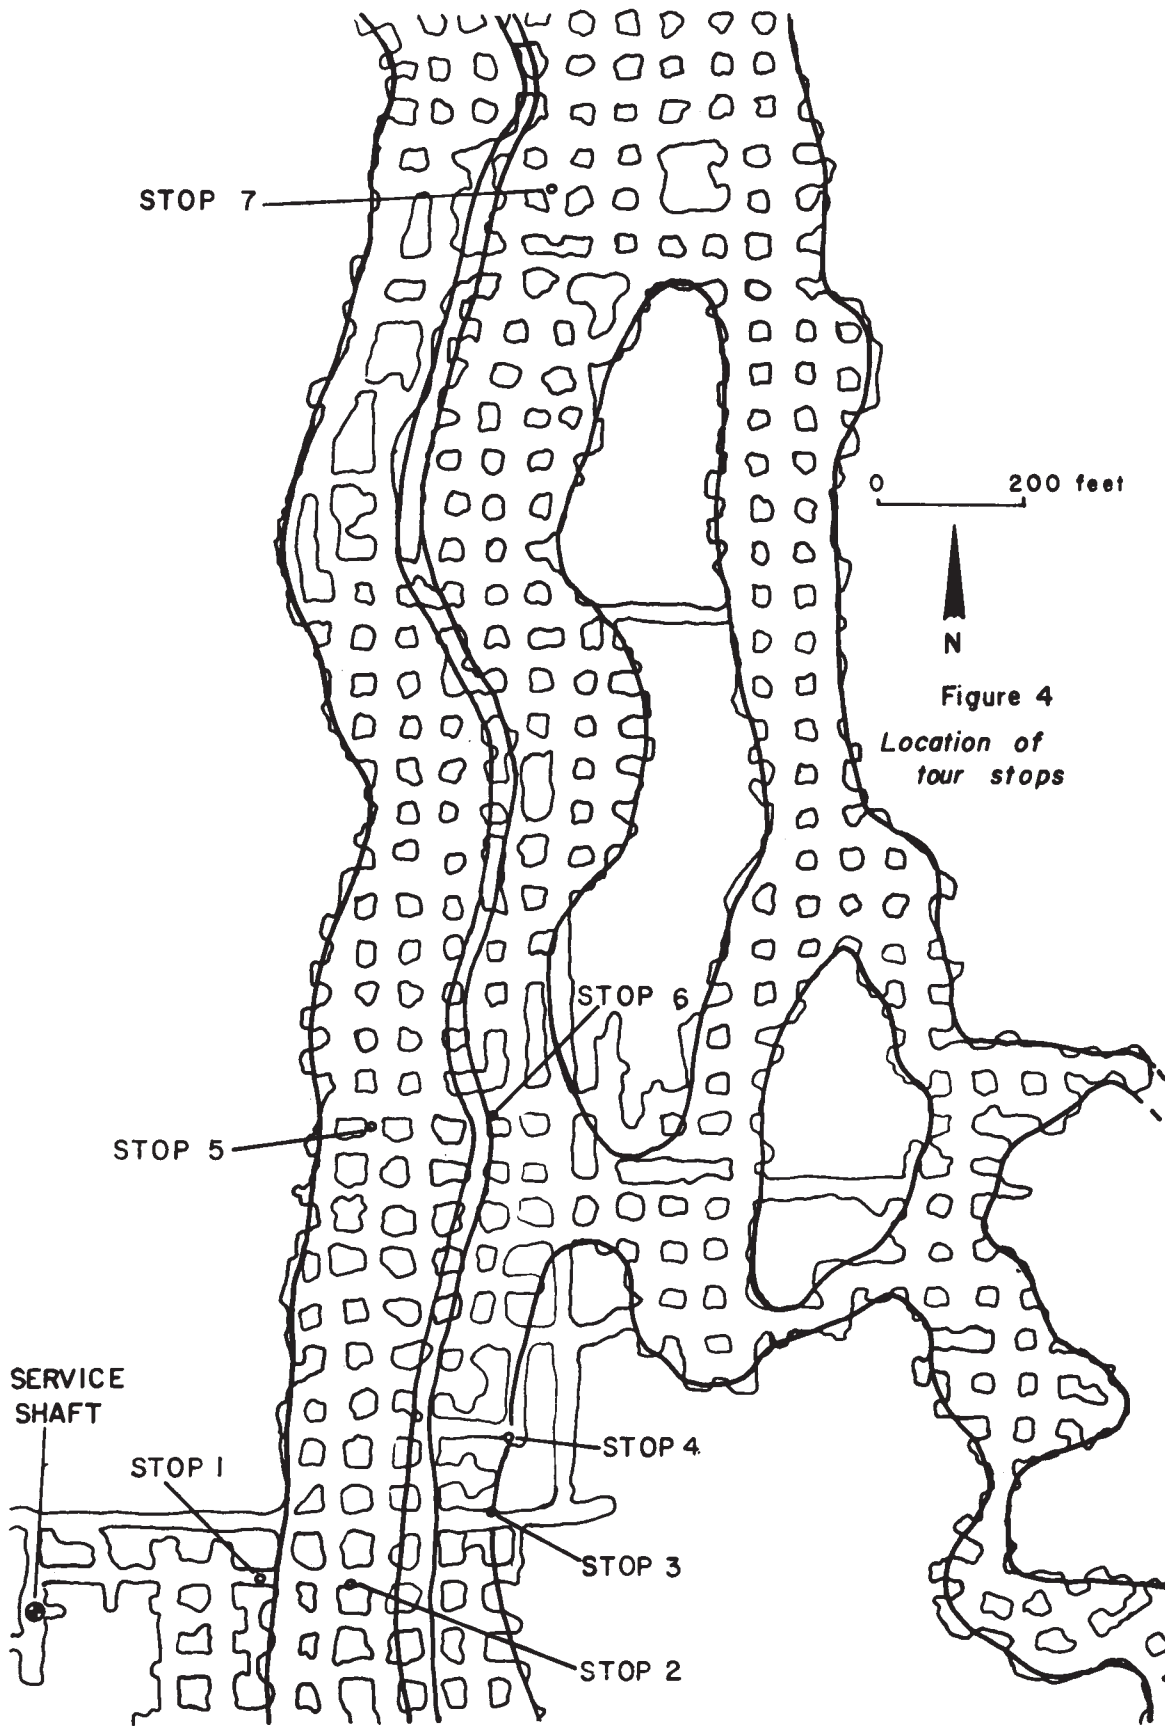 STOP 7
0 200 feet
N
Figure 4
Location of
tour stops
STOP 6
STOP 5
SERVICE
SHAFT
STOP 4
STOP 1
STOP 3
STOP 2